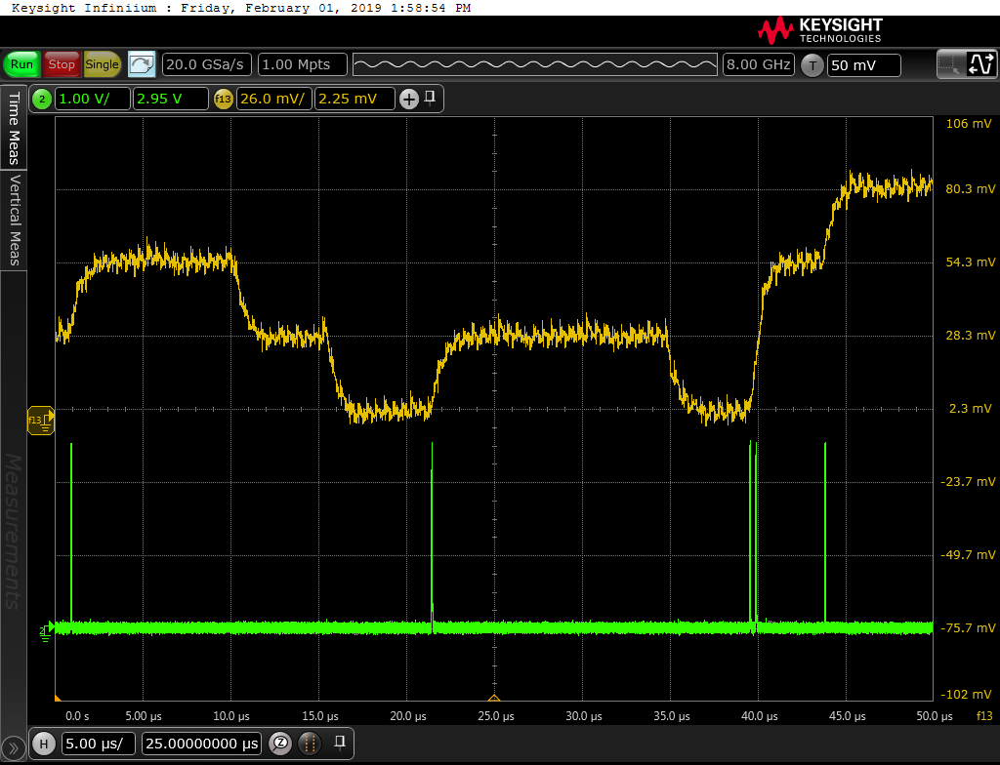 Keysight Infiniium : Friday, February 01, 2019 1:58:54 PM
KEYSIGHT
TECHNOLOGIES
Run Stop Single 20.0 GSa/s 1.00 Mpts 8.00 GHz T 50 mV
2 1.00 V/ 2.95 V f13 26.0 mV/ 2.25 mV +
Time Meas
Vertical Meas
Measurements
106 mV
80.3 mV
54.3 mV
28.3 mV
2.3 mV
f13
-23.7 mV
-49.7 mV
2
-75.7 mV
-102 mV
0.0 s 5.00 µs 10.0 µs 15.0 µs 20.0 µs 25.0 µs 30.0 µs 35.0 µs 40.0 µs 45.0 µs 50.0 µs f13
H 5.00 µs/ 25.00000000 µs Z